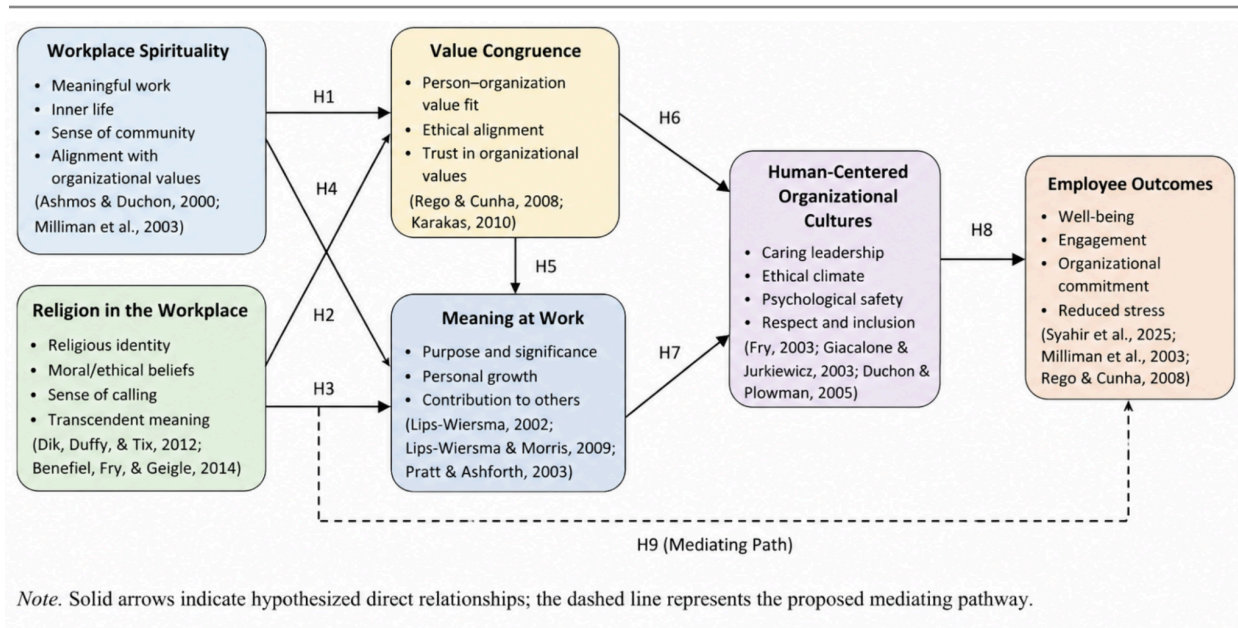 Workplace Spirituality
• Meaningful work
• Inner life
• Sense of community
• Alignment with
organizational values
(Ashmos & Duchon, 2000;
Milliman et al., 2003)
Religion in the Workplace
• Religious identity
• Moral/ethical beliefs
• Sense of calling
• Transcendent meaning
(Dik, Duffy, & Tix, 2012;
Benefiel, Fry, & Geigle, 2014)
H1
H4
H2
H3
Value Congruence
• Person–organization
value fit
• Ethical alignment
• Trust in organizational
values
(Rego & Cunha, 2008;
Karakas, 2010)
H5
Meaning at Work
• Purpose and significance
• Personal growth
• Contribution to others
(Lips-Wiersma, 2002;
Lips-Wiersma & Morris, 2009;
Pratt & Ashforth, 2003)
H6
H7
Human-Centered
Organizational
Cultures
• Caring leadership
• Ethical climate
• Psychological safety
• Respect and inclusion
(Fry, 2003; Giacalone &
Jurkiewicz, 2003; Duchon &
Plowman, 2005)
H8
Employee Outcomes
• Well-being
• Engagement
• Organizational
commitment
• Reduced stress
(Syahir et al., 2025;
Milliman et al., 2003;
Rego & Cunha, 2008)
H9 (Mediating Path)
Note. Solid arrows indicate hypothesized direct relationships; the dashed line represents the proposed mediating pathway.